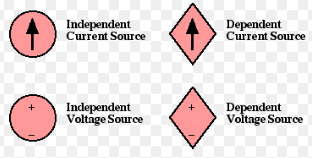 Independent
Current Source
Dependent
Current Source
+
−
Independent
Voltage Source
+
−
Dependent
Voltage Source